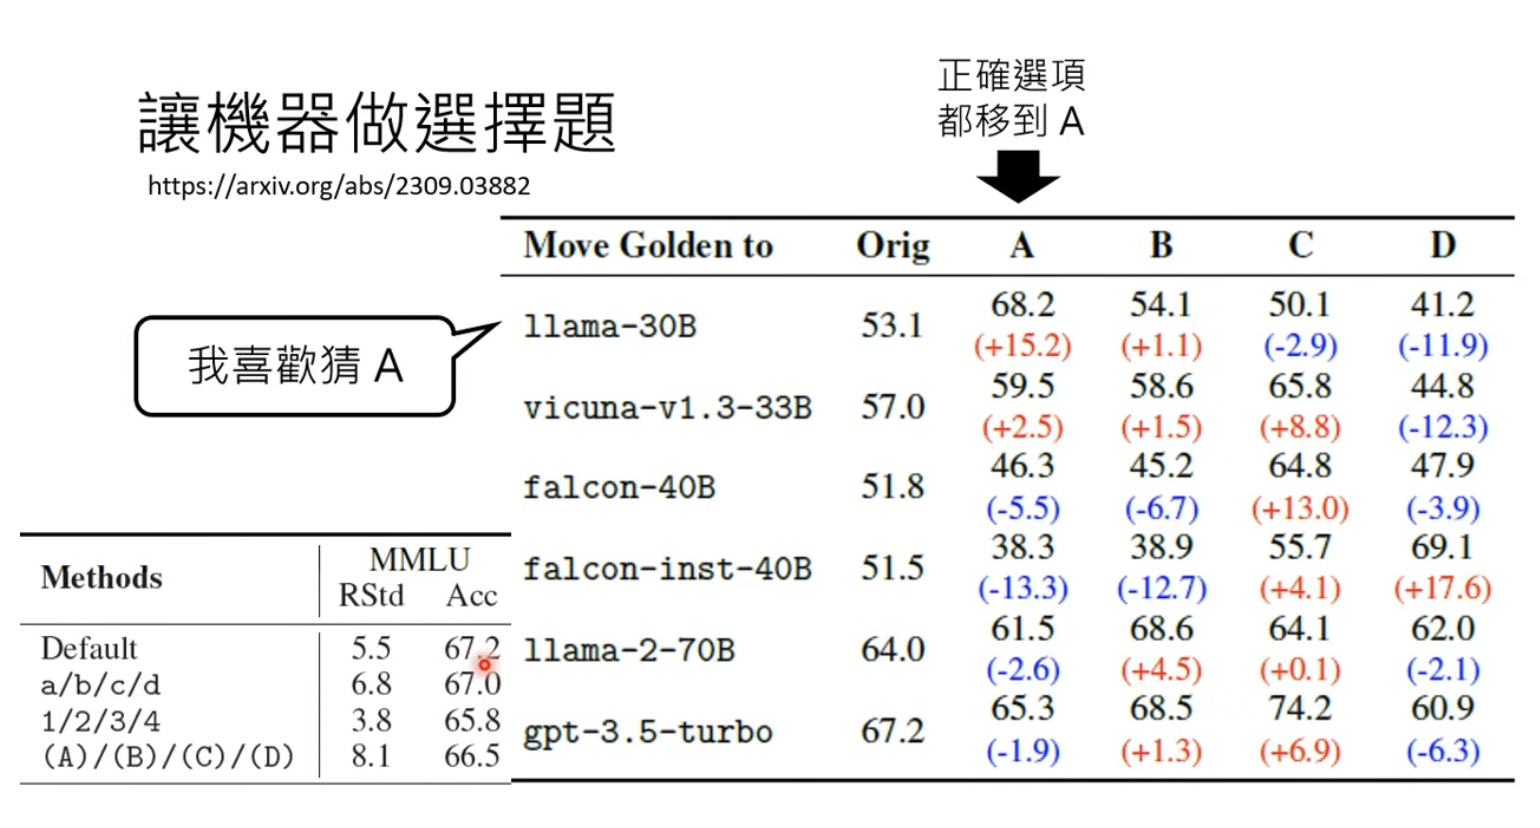 讓機器做選擇題
https://arxiv.org/abs/2309.03882
正確選項
都移到 A
Move Golden to Orig A B C D
我喜歡猜 A
llama-30B 53.1 68.2 54.1 50.1 41.2
(+15.2) (+1.1) (-2.9) (-11.9)
vicuna-v1.3-33B 57.0 59.5 58.6 65.8 44.8
(+2.5) (+1.5) (+8.8) (-12.3)
falcon-40B 51.8 46.3 45.2 64.8 47.9
(-5.5) (-6.7) (+13.0) (-3.9)
falcon-inst-40B 51.5 38.3 38.9 55.7 69.1
(-13.3) (-12.7) (+4.1) (+17.6)
llama-2-70B 64.0 61.5 68.6 64.1 62.0
(-2.6) (+4.5) (+0.1) (-2.1)
gpt-3.5-turbo 67.2 65.3 68.5 74.2 60.9
(-1.9) (+1.3) (+6.9) (-6.3)
Methods MMLU
RStd Acc
Default 5.5 67.2
a/b/c/d 6.8 67.0
1/2/3/4 3.8 65.8
(A)/(B)/(C)/(D) 8.1 66.5